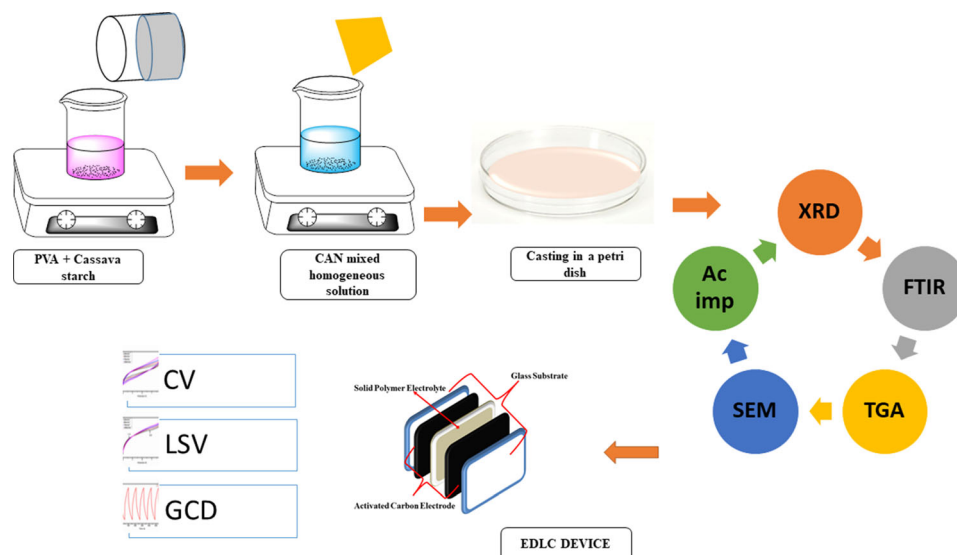 PVA + Cassava
starch
CAN mixed
homogeneous
solution
Casting in a petri
dish
XRD
FTIR
TGA
SEM
Ac
imp
CV
LSV
GCD
Glass Substrate
Solid Polymer Electrolyte
Activated Carbon Electrode
EDLC DEVICE